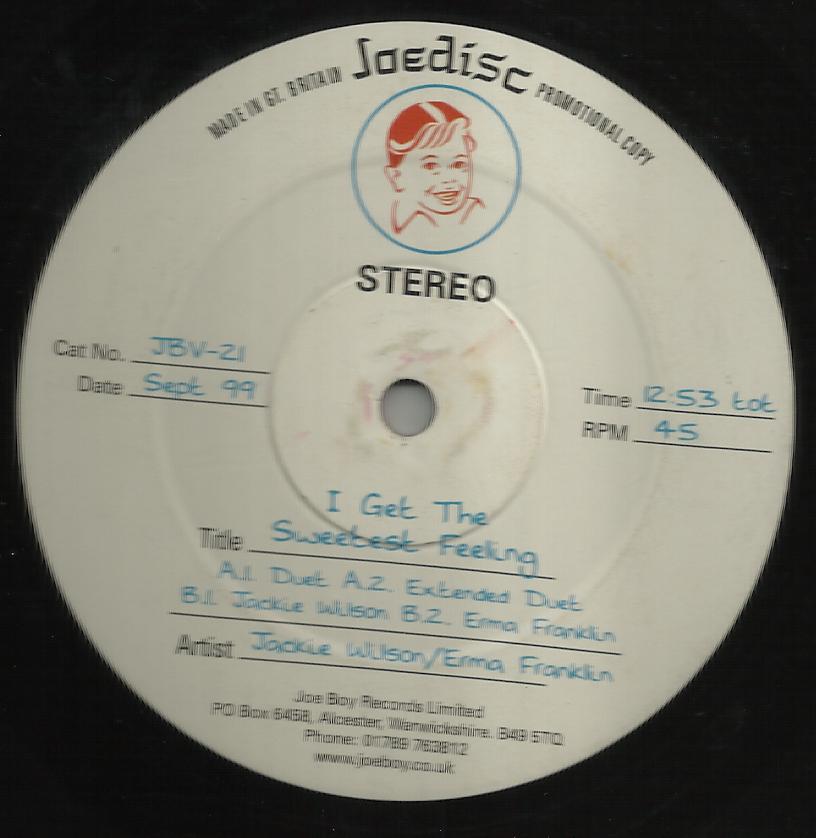 MADE IN GT. BRITAIN Joedisc PROMOTIONAL COPY
STEREO
Cat No. JBV-21
Date Sept 99
Time 12:53 tot
RPM 45
I Get The
Title Sweetest Feeling
A.1. Duet A.2. Extended Duet
B.1. Jackie Wilson B.2. Erma Franklin
Artist Jackie Wilson/Erma Franklin
Joe Boy Records Limited
PO Box 6458, Alcester, Warwickshire. B49 5TQ
Phone: 01789 763812
www.joeboy.co.uk